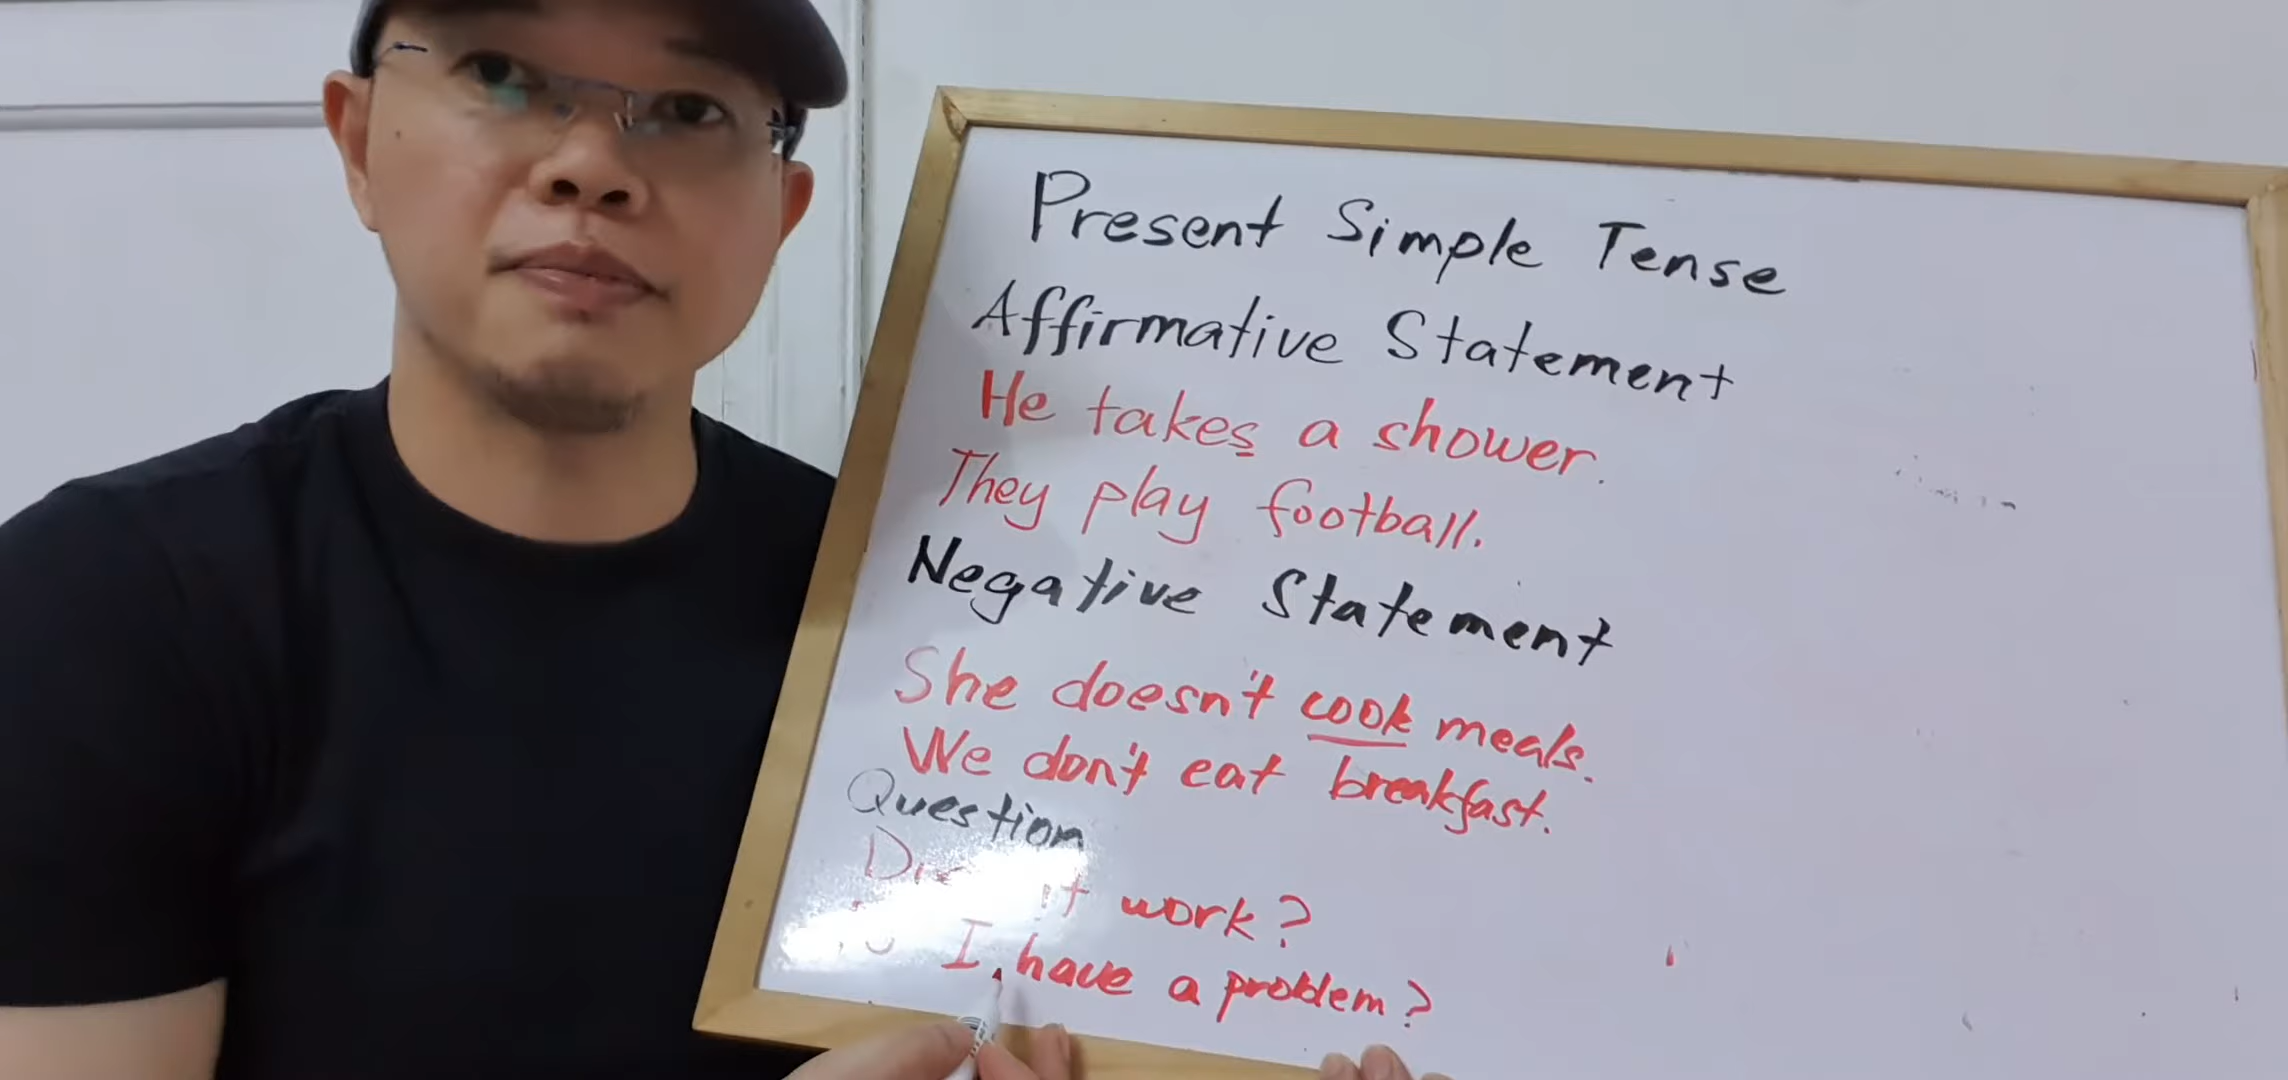 Present Simple Tense
Affirmative Statement
He takes a shower.
They play football.
Negative Statement
She doesn't cook meals.
We don't eat breakfast.
Question
it work?
I have a problem?